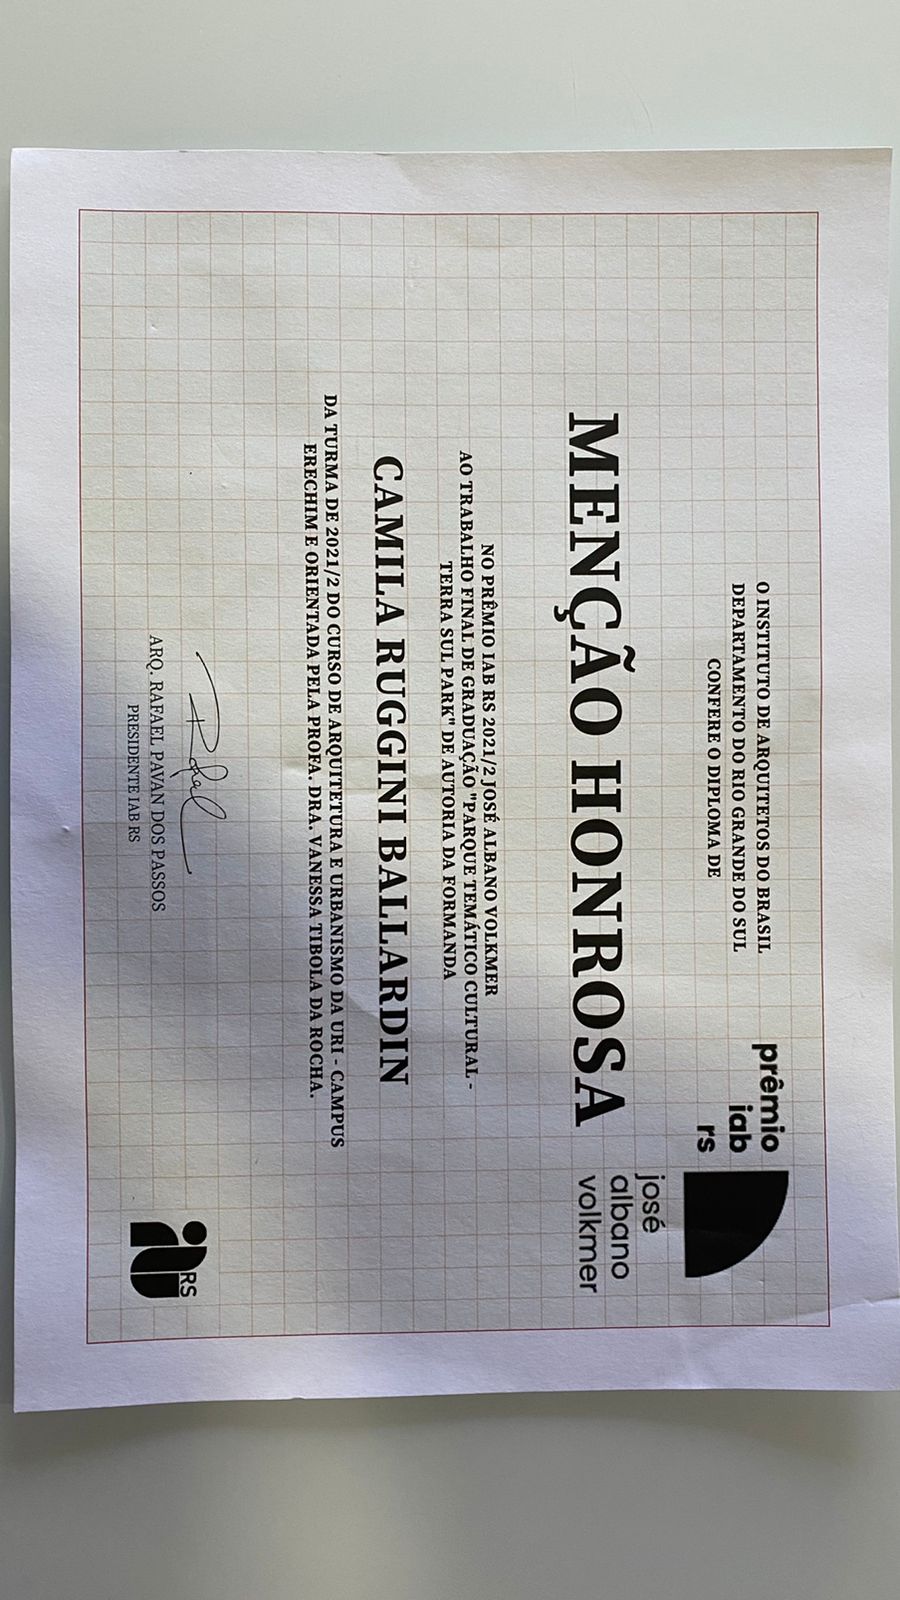 O INSTITUTO DE ARQUITETOS DO BRASIL
DEPARTAMENTO DO RIO GRANDE DO SUL
CONFERE O DIPLOMA DE
prêmio
iab
rs
josé
albano
volkmer
MENÇÃO HONROSA
NO PRÊMIO IAB RS 2021/2 JOSÉ ALBANO VOLKMER
AO TRABALHO FINAL DE GRADUAÇÃO "PARQUE TEMÁTICO CULTURAL -
TERRA SUL PARK" DE AUTORIA DA FORMANDA
CAMILA RUGGINI BALLARDIN
DA TURMA DE 2021/2 DO CURSO DE ARQUITETURA E URBANISMO DA URI - CAMPUS
ERECHIM E ORIENTADA PELA PROFA. DRA. VANESSA TIBOLA DA ROCHA.
Rafael
ARQ. RAFAEL PAVAN DOS PASSOS
PRESIDENTE IAB RS
iab RS